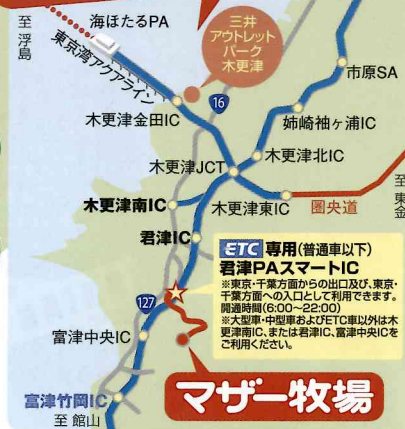 至 浮島
海ほたるPA
東京湾アクアライン
三井
アウトレット
パーク
木更津
16
市原SA
木更津金田IC
姉崎袖ヶ浦IC
木更津JCT
木更津北IC
至 東金
木更津南IC
木更津東IC
圏央道
君津IC
ETC 専用(普通車以下)
君津PAスマートIC
※東京・千葉方面からの出口及び、東京・
千葉方面への入口として利用できます。
開通時間(6:00～22:00)
※大型車・中型車およびETC車以外は木
更津南IC、または君津IC、富津中央ICを
ご利用ください。
127
富津中央IC
マザー牧場
富津竹岡IC
至 館山